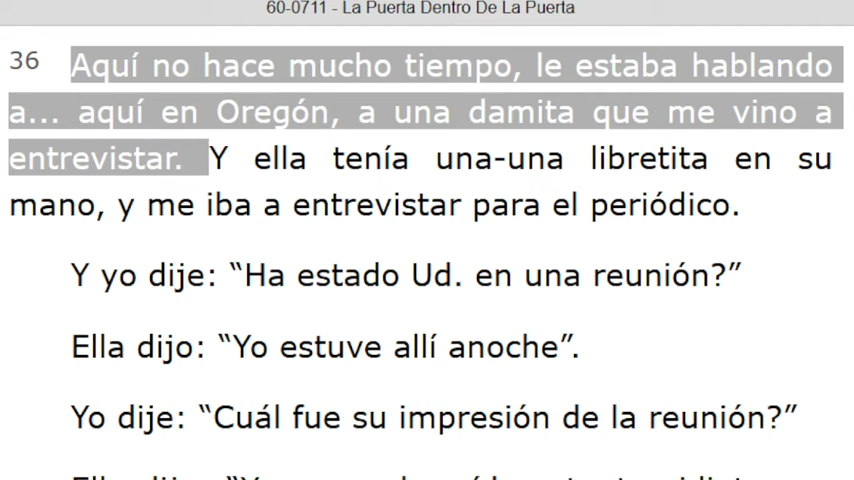 60-0711 - La Puerta Dentro De La Puerta
36 Aquí no hace mucho tiempo, le estaba hablando
a... aquí en Oregón, a una damita que me vino a
entrevistar. Y ella tenía una-una libretita en su
mano, y me iba a entrevistar para el periódico.
Y yo dije: “Ha estado Ud. en una reunión?”
Ella dijo: “Yo estuve allí anoche”.
Yo dije: “Cuál fue su impresión de la reunión?”